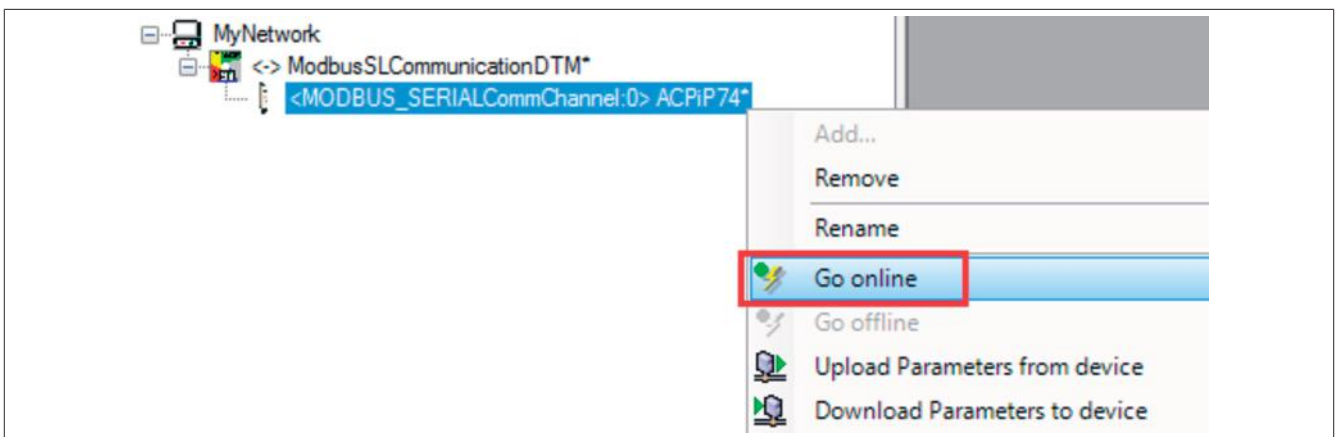 MyNetwork
<-> ModbusSLCommunicationDTM*
<MODBUS_SERIALCommChannel:0> ACPiP74*
Add...
Remove
Rename
Go online
Go offline
Upload Parameters from device
Download Parameters to device